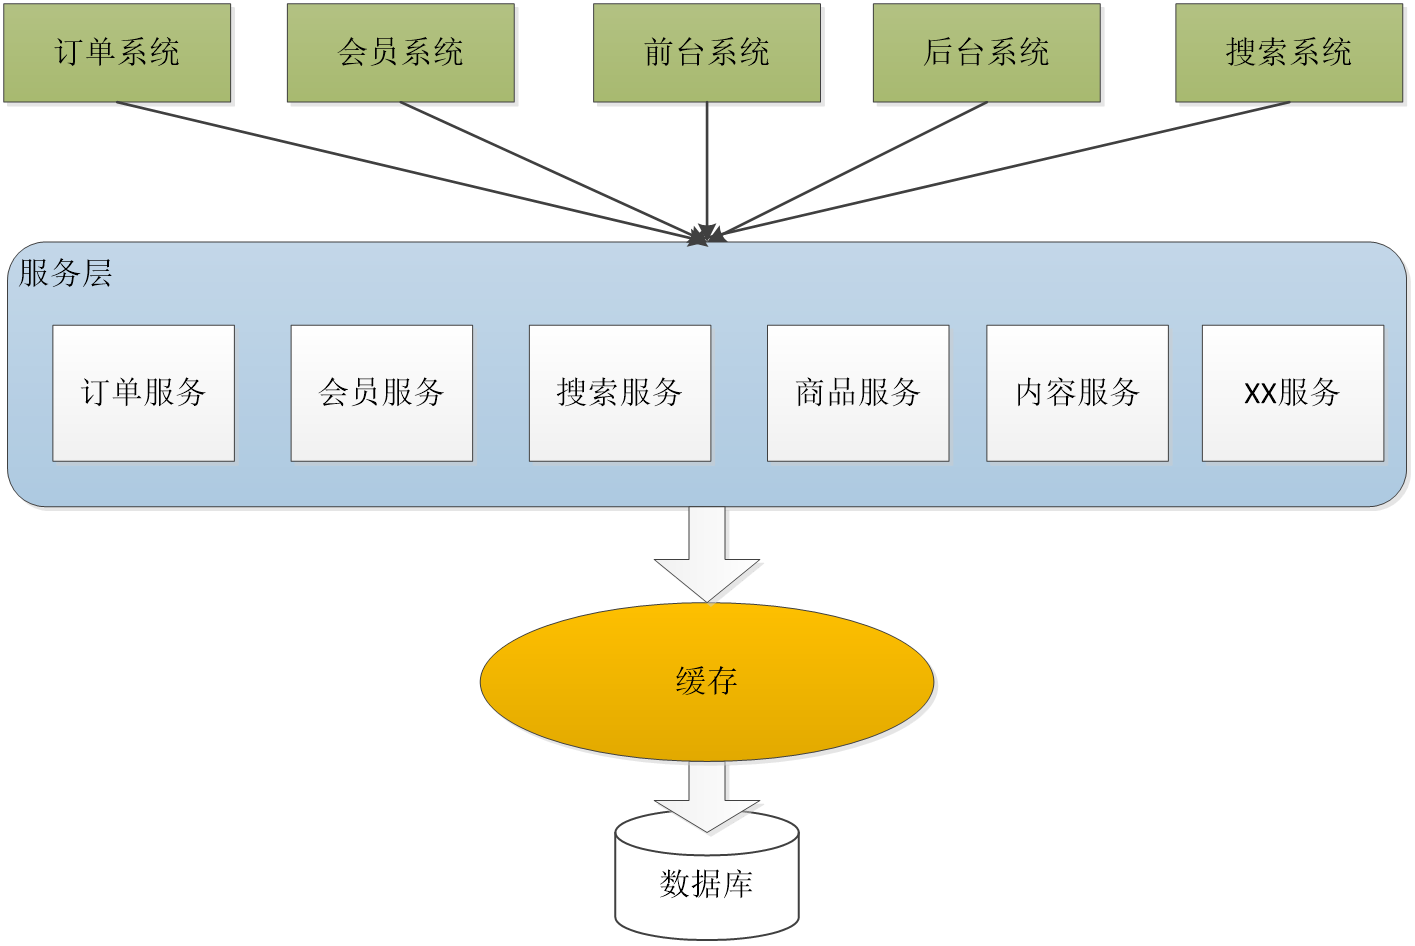 订单系统
会员系统
前台系统
后台系统
搜索系统
服务层
订单服务
会员服务
搜索服务
商品服务
内容服务
XX服务
缓存
数据库